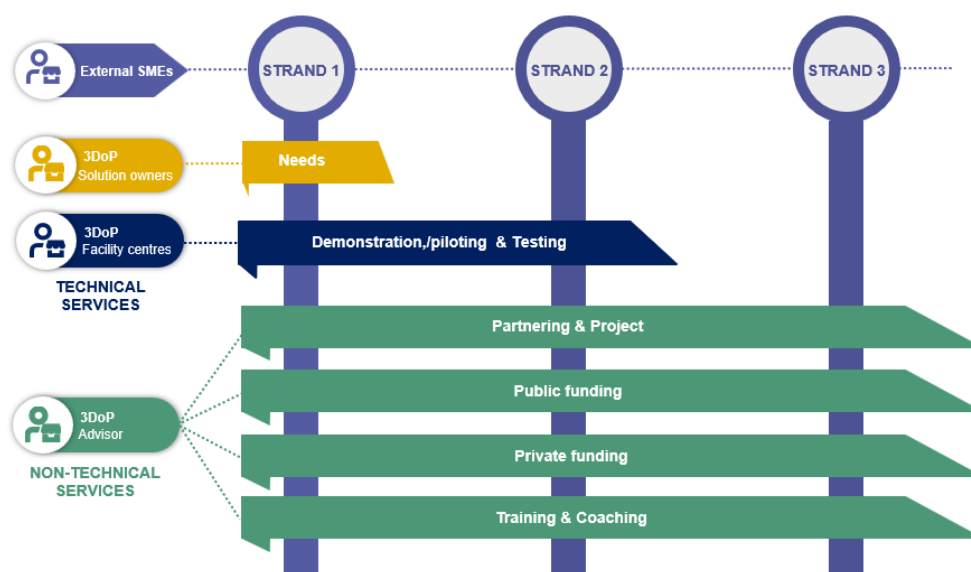 External SMEs
STRAND 1
STRAND 2
STRAND 3
3DoP
Solution owners
Needs
3DoP
Facility centres
Demonstration,/piloting & Testing
TECHNICAL
SERVICES
Partnering & Project
Public funding
3DoP
Advisor
Private funding
NON-TECHNICAL
SERVICES
Training & Coaching